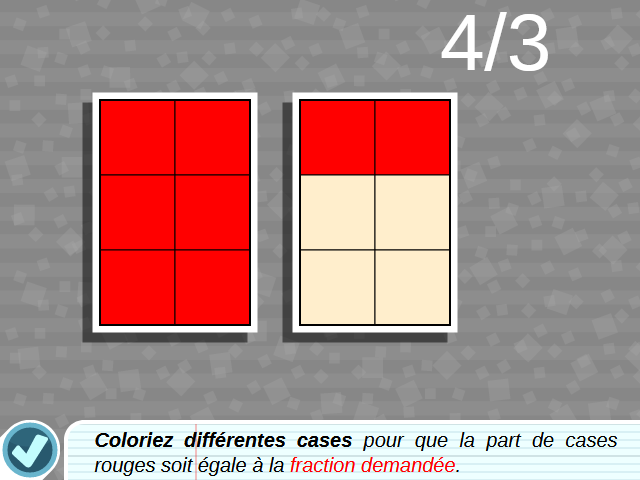 4/3
Coloriez différentes cases pour que la part de cases
rouges soit égale à la fraction demandée.